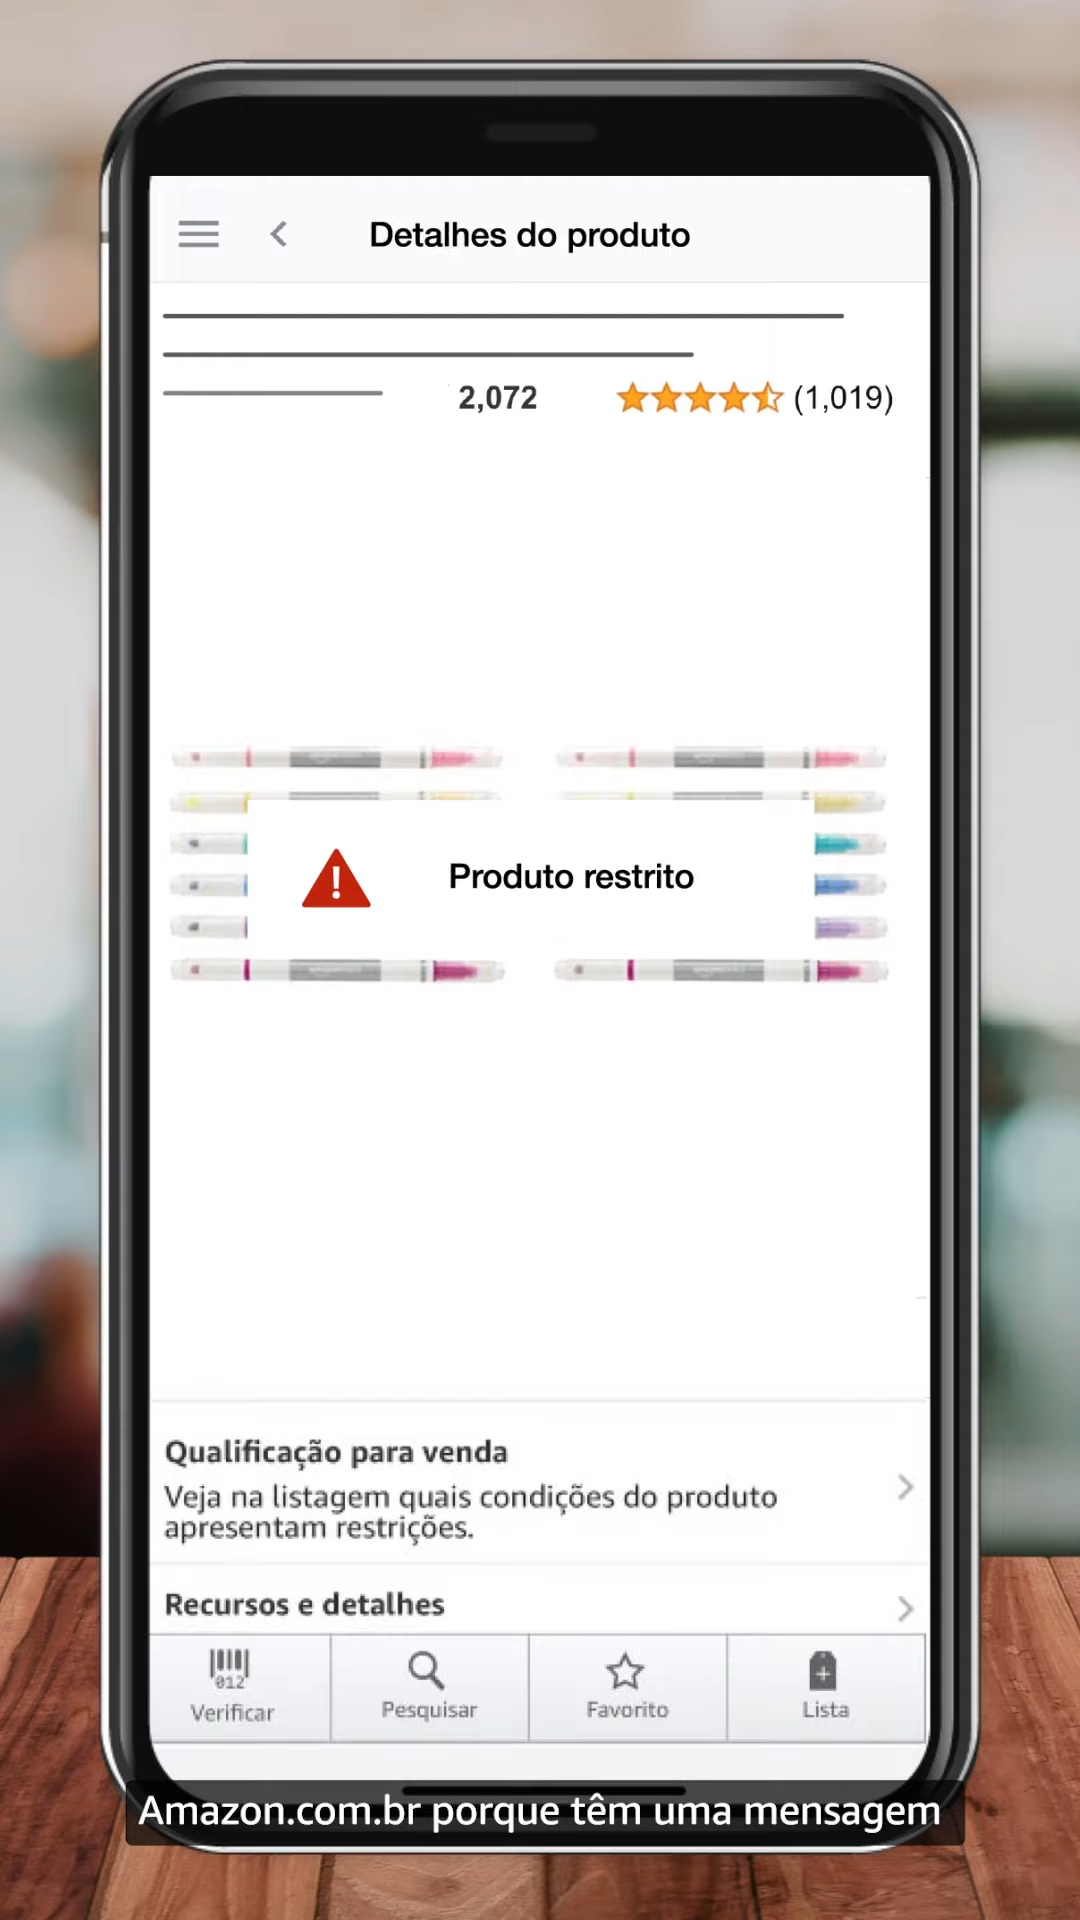 Detalhes do produto
2,072
(1,019)
Produto restrito
Qualificação para venda
Veja na listagem quais condições do produto
apresentam restrições.
Recursos e detalhes
012
Verificar
Pesquisar
Favorito
Lista
Amazon.com.br porque têm uma mensagem